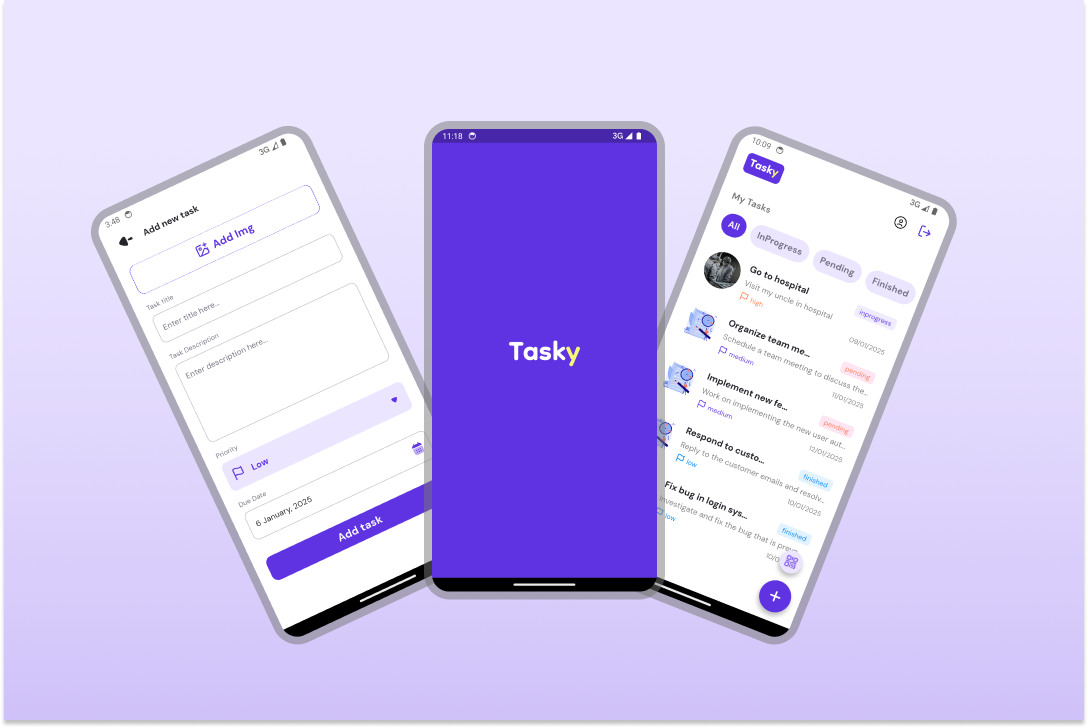 3:48
3G
Add new task
Add Img
Task title
Enter title here...
Task Description
Enter description here...
Priority
Low
Due Date
6 January, 2025
Add task
11:18
3G
Tasky
10:09
3G
Tasky
My Tasks
All
InProgress
Pending
Finished
Go to hospital
inprogress
Visit my uncle in hospital
high
09/01/2025
Organize team me...
pending
Schedule a team meeting to discuss the...
medium
11/01/2025
Implement new fe...
pending
Work on implementing the new user aut...
medium
12/01/2025
Respond to custo...
finished
Reply to the customer emails and resolv...
low
10/01/2025
Fix bug in login sys...
finished
Investigate and fix the bug that is prev
low
10/0